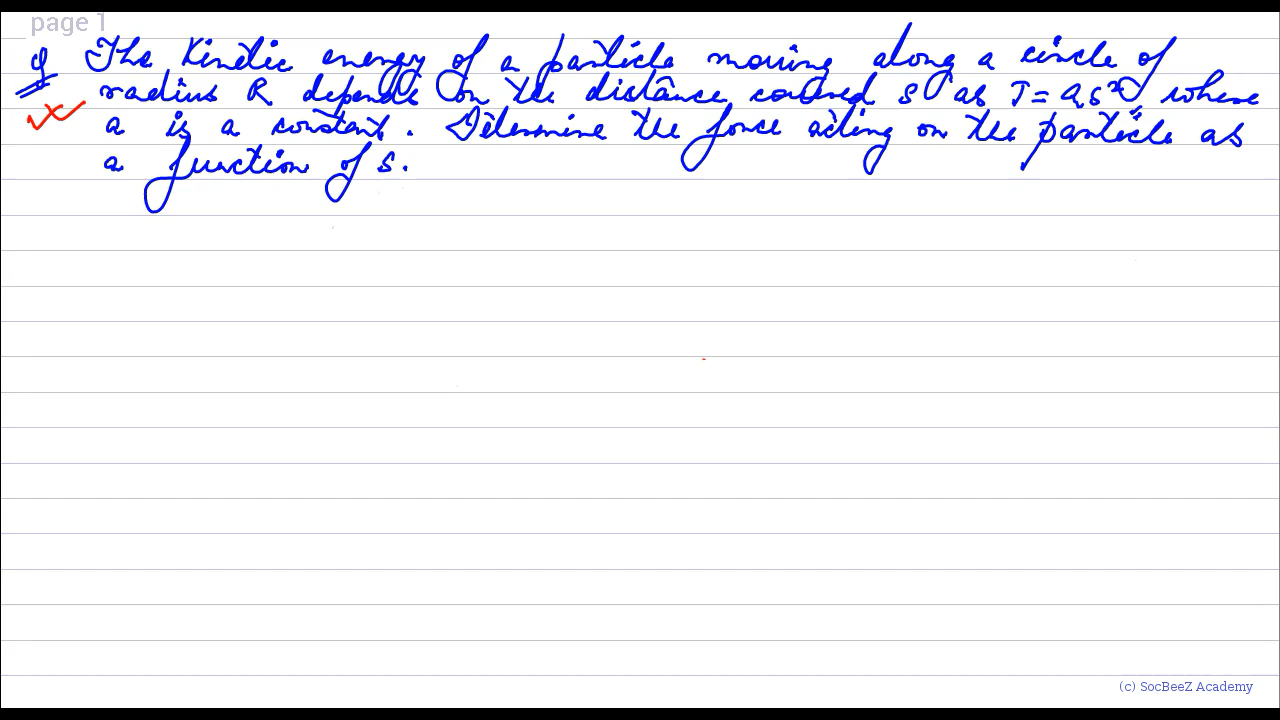 page 1
Q The Kinetic energy of a particle moving along a circle of
radius R depends on the distance covered s as T = as² where
a is a constant. Determine the force acting on the particle as
a function of s.
(c) SocBeeZ Academy